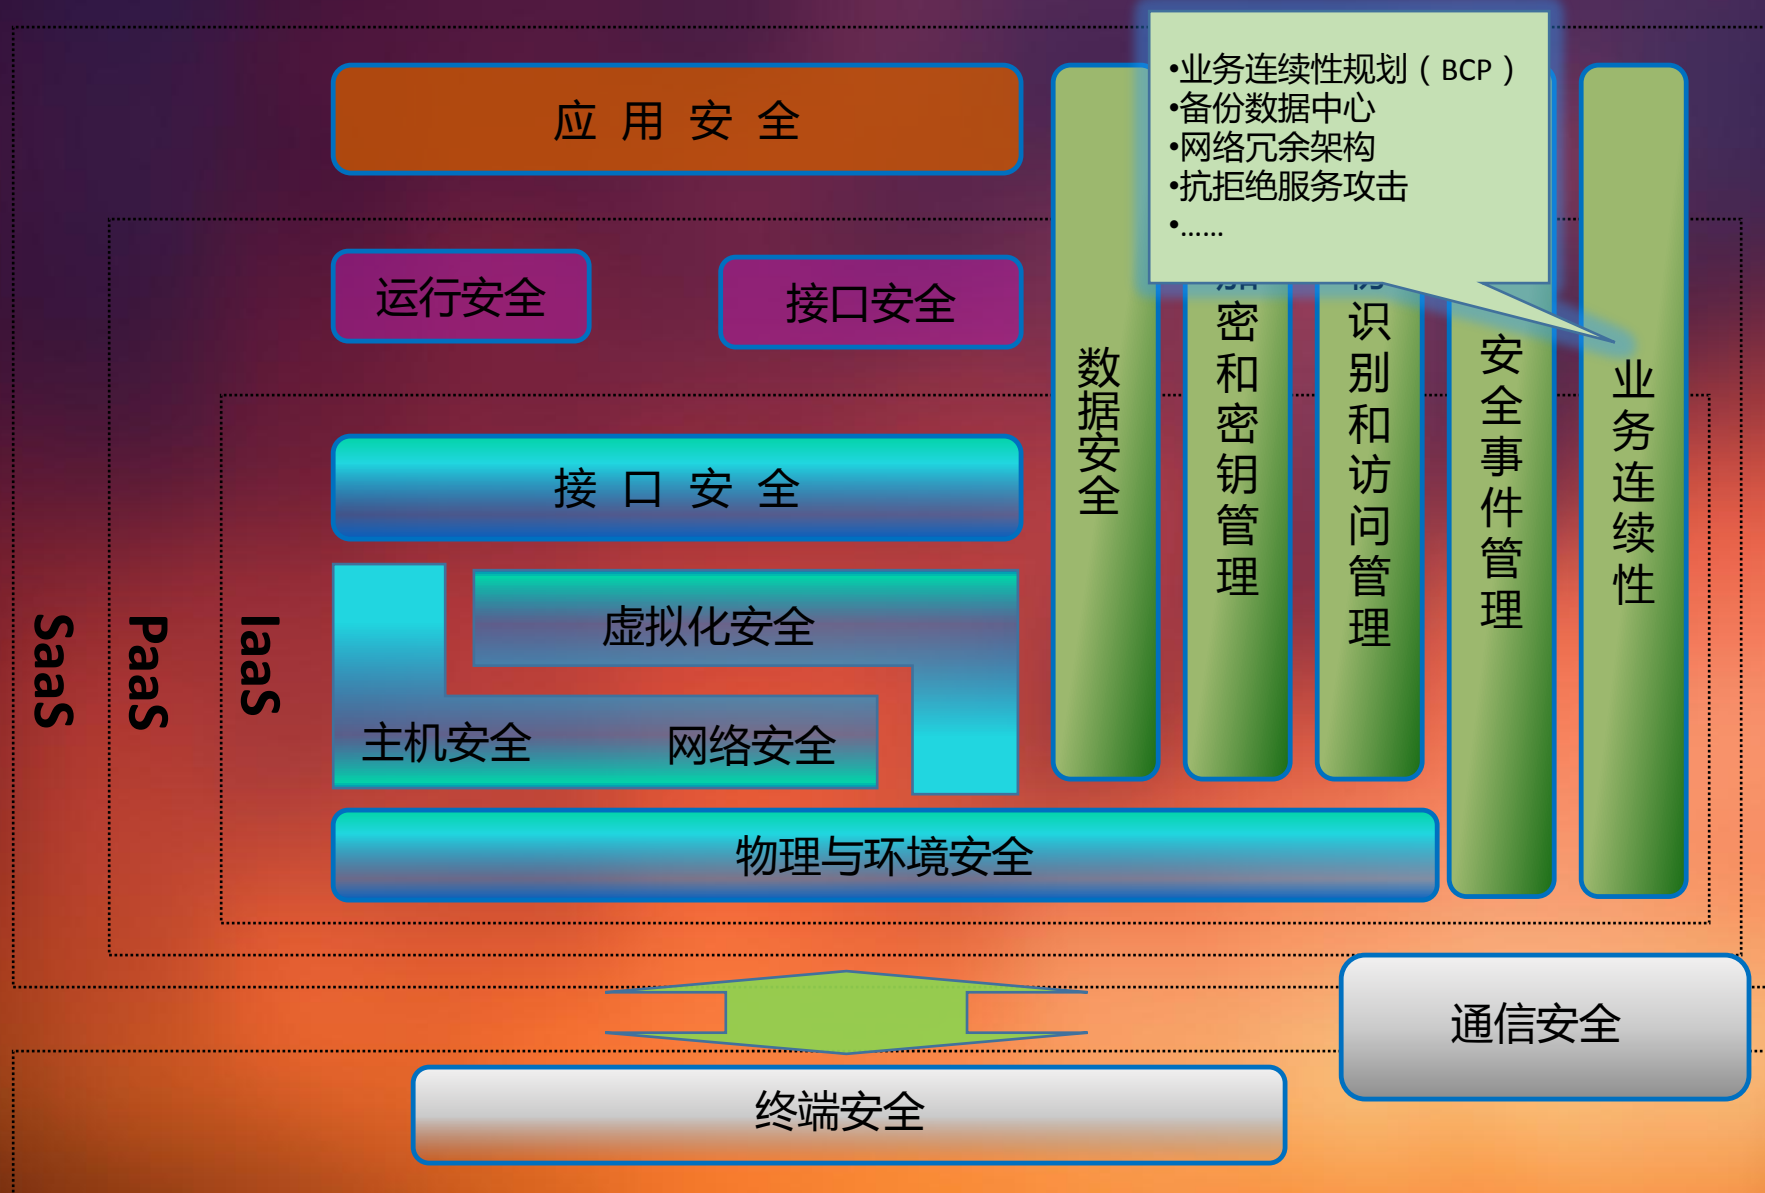 •业务连续性规划（BCP）
•备份数据中心
•网络冗余架构
•抗拒绝服务攻击
•......
应 用 安 全
运行安全
接口安全
接 口 安 全
虚拟化安全
主机安全
网络安全
物理与环境安全
数据安全
密和密钥管理
识别和访问管理
安全事件管理
业务连续性
SaaS
PaaS
IaaS
通信安全
终端安全